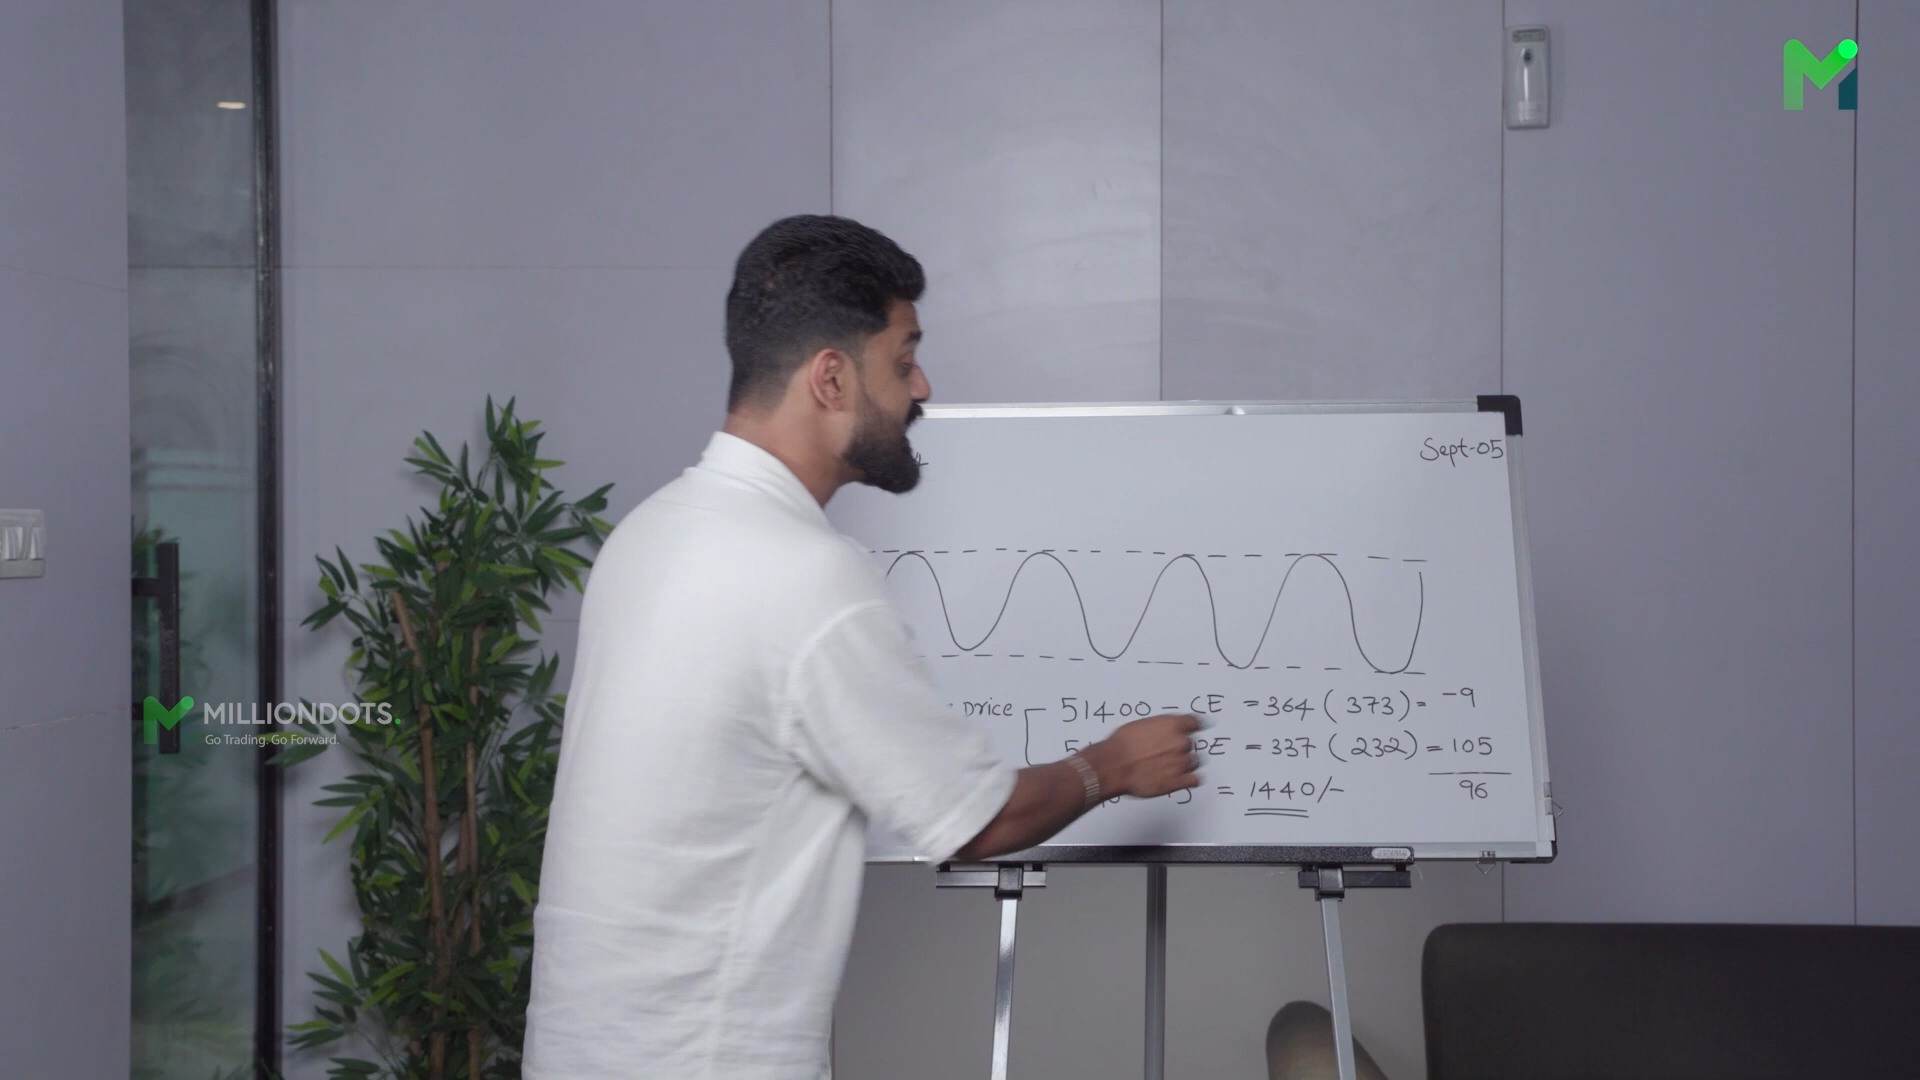 Sept-05
price 51400 - CE = 364 (373) = -9
PE = 337 (232) = 105
= 1440/- 96
MILLIONDOTS.
Go Trading. Go Forward.